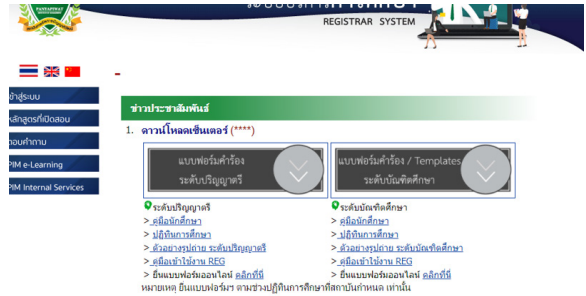 PANYAPIWAT
REGISTRAR SYSTEM
เข้าสู่ระบบ
หลักสูตรที่เปิดสอน
ตอบคำถาม
PIM e-Learning
PIM Internal Services
ข่าวประชาสัมพันธ์
1. ดาวน์โหลดเซ็นเตอร์ (****)
แบบฟอร์มคำร้อง
ระดับปริญญาตรี
แบบฟอร์มคำร้อง / Templates
ระดับบัณฑิตศึกษา
ระดับปริญญาตรี
> คู่มือนักศึกษา
> ปฏิทินการศึกษา
> ตัวอย่างรูปถ่าย ระดับปริญญาตรี
> คู่มือเข้าใช้งาน REG
> ยื่นแบบฟอร์มออนไลน์ คลิกที่นี่
ระดับบัณฑิตศึกษา
> คู่มือนักศึกษา
> ปฏิทินการศึกษา
> ตัวอย่างรูปถ่าย ระดับบัณฑิตศึกษา
> คู่มือเข้าใช้งาน REG
> ยื่นแบบฟอร์มออนไลน์ คลิกที่นี่
หมายเหตุ ยื่นแบบฟอร์มฯ ตามช่วงปฏิทินการศึกษาที่สถาบันกำหนด เท่านั้น